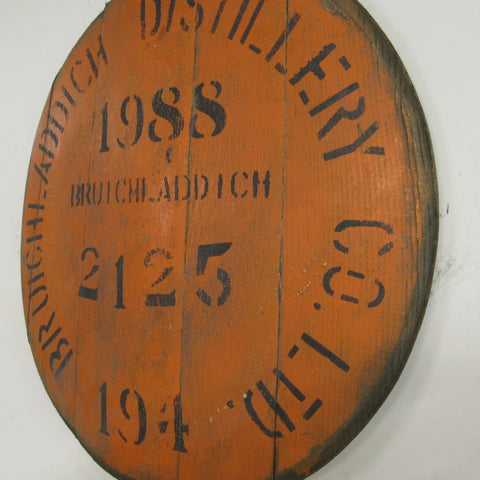 BRUICHLADDICH DISTILLERY CO. LTD.
1988
BRUICHLADDICH
2125
194